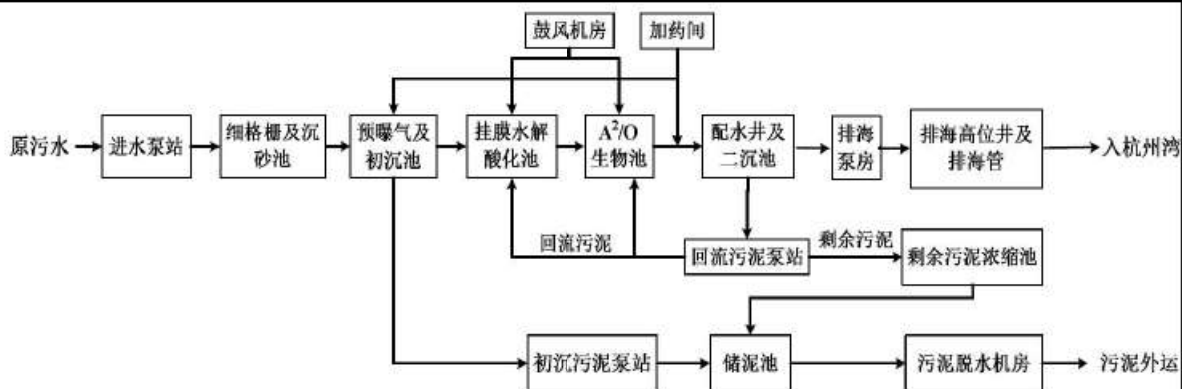 鼓风机房
加药间
原污水
进水泵站
细格栅及沉
砂池
预曝气及
初沉池
挂膜水解
酸化池
A²/O
生物池
配水井及
二沉池
排海
泵房
排海高位井及
排海管
入杭州湾
回流污泥
回流污泥泵站
剩余污泥
剩余污泥浓缩池
初沉污泥泵站
储泥池
污泥脱水机房
污泥外运